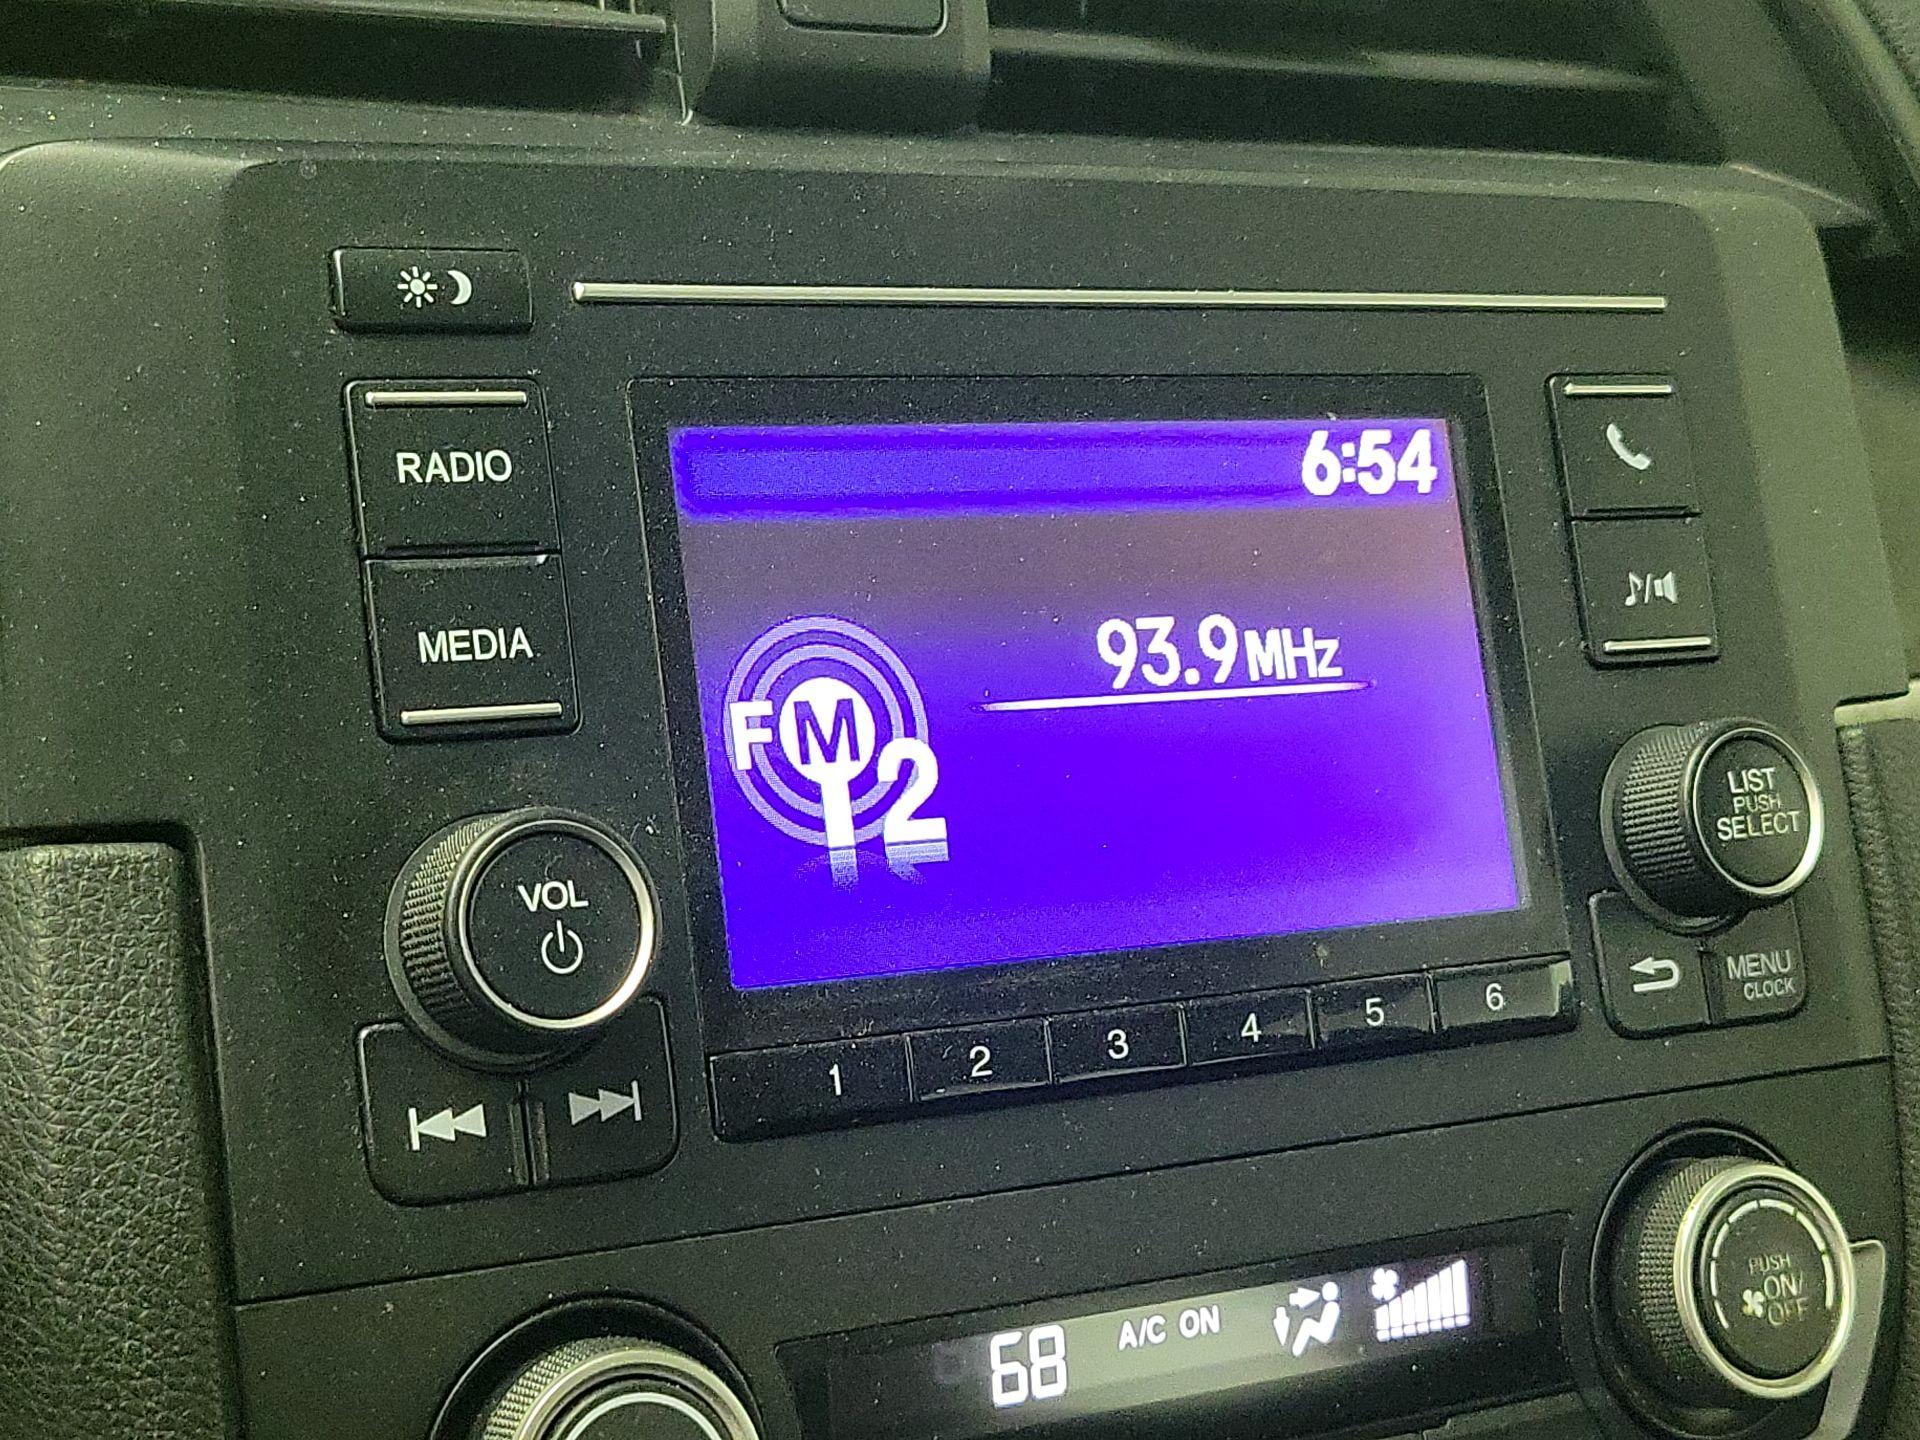 RADIO
MEDIA
VOL
6:54
93.9MHz
FM
2
1 2 3 4 5 6
LIST
PUSH
SELECT
MENU
CLOCK
68 A/C ON
PUSH
ON/
OFF